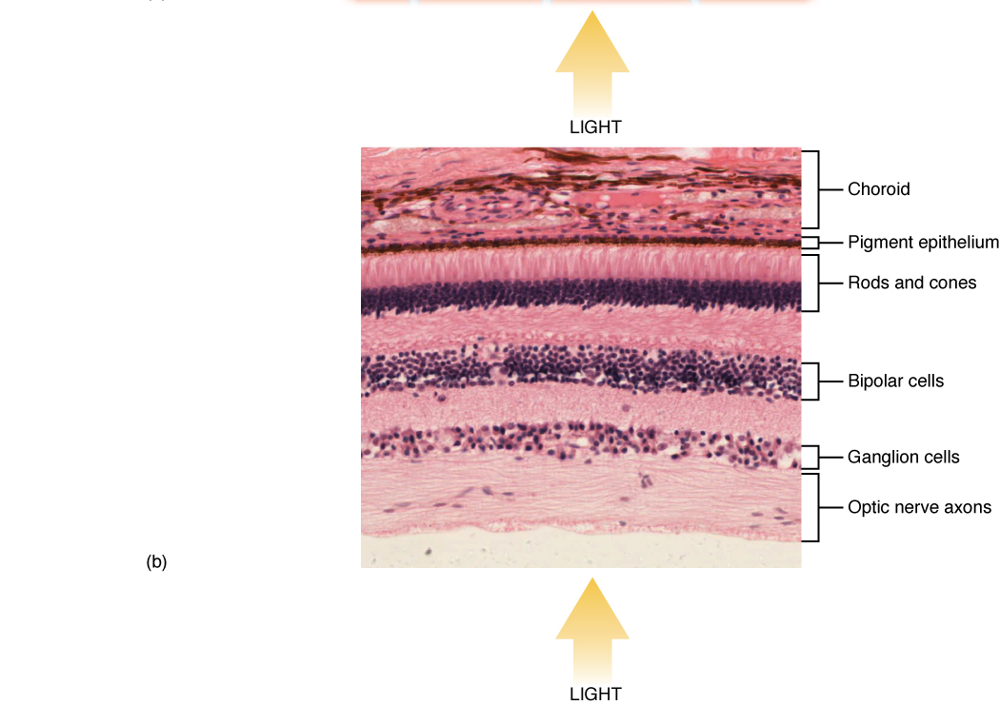 LIGHT
Choroid
Pigment epithelium
Rods and cones
Bipolar cells
Ganglion cells
Optic nerve axons
(b)
LIGHT